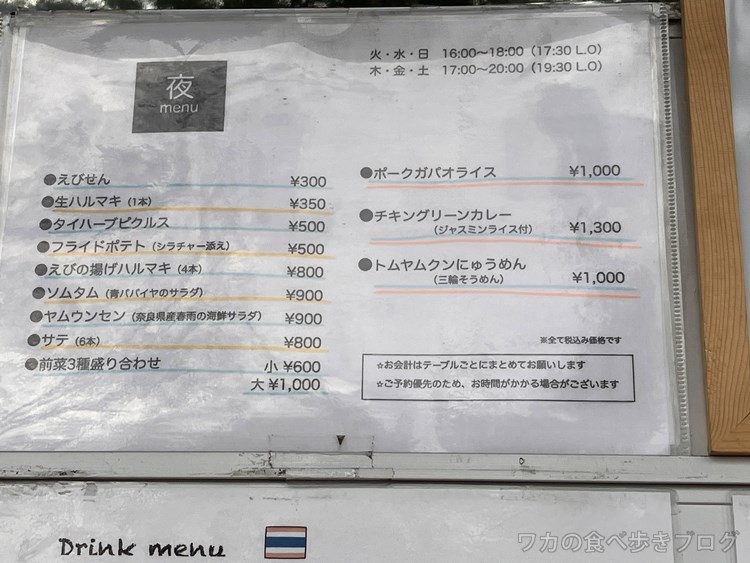 火・水・日 16:00〜18:00（17:30 L.O）
木・金・土 17:00〜20:00（19:30 L.O）
夜
menu
●えびせん ¥300
●生ハルマキ（1本） ¥350
●タイハーブピクルス ¥500
●フライドポテト（シラチャー添え） ¥500
●えびの揚げハルマキ（4本） ¥800
●ソムタム（青パパイヤのサラダ） ¥900
●ヤムウンセン（奈良県産春雨の海鮮サラダ） ¥900
●サテ（6本） ¥800
●前菜3種盛り合わせ 小 ¥600
大 ¥1,000
●ポークガパオライス ¥1,000
●チキングリーンカレー
（ジャスミンライス付） ¥1,300
●トムヤムクンにゅうめん
（三輪そうめん） ¥1,000
※全て税込み価格です
☆お会計はテーブルごとにまとめてお願いします
☆ご予約優先のため、お時間がかかる場合がございます
Drink menu
ワカの食べ歩きブログ